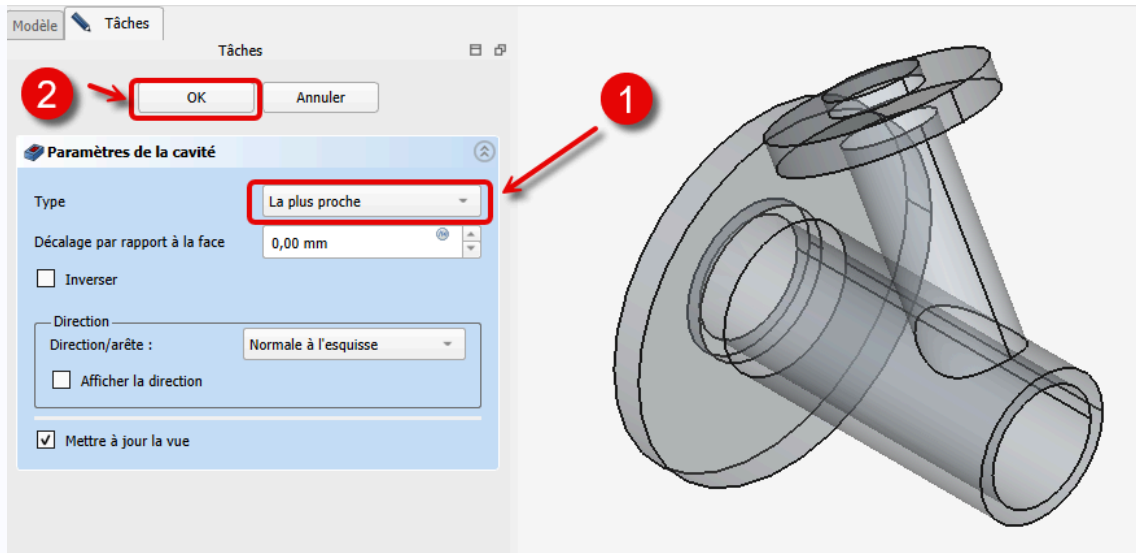 Modèle Tâches
Tâches
2 OK Annuler 1
Paramètres de la cavité
Type La plus proche
Décalage par rapport à la face 0,00 mm
Inverser
Direction
Direction/arête : Normale à l'esquisse
Afficher la direction
Mettre à jour la vue